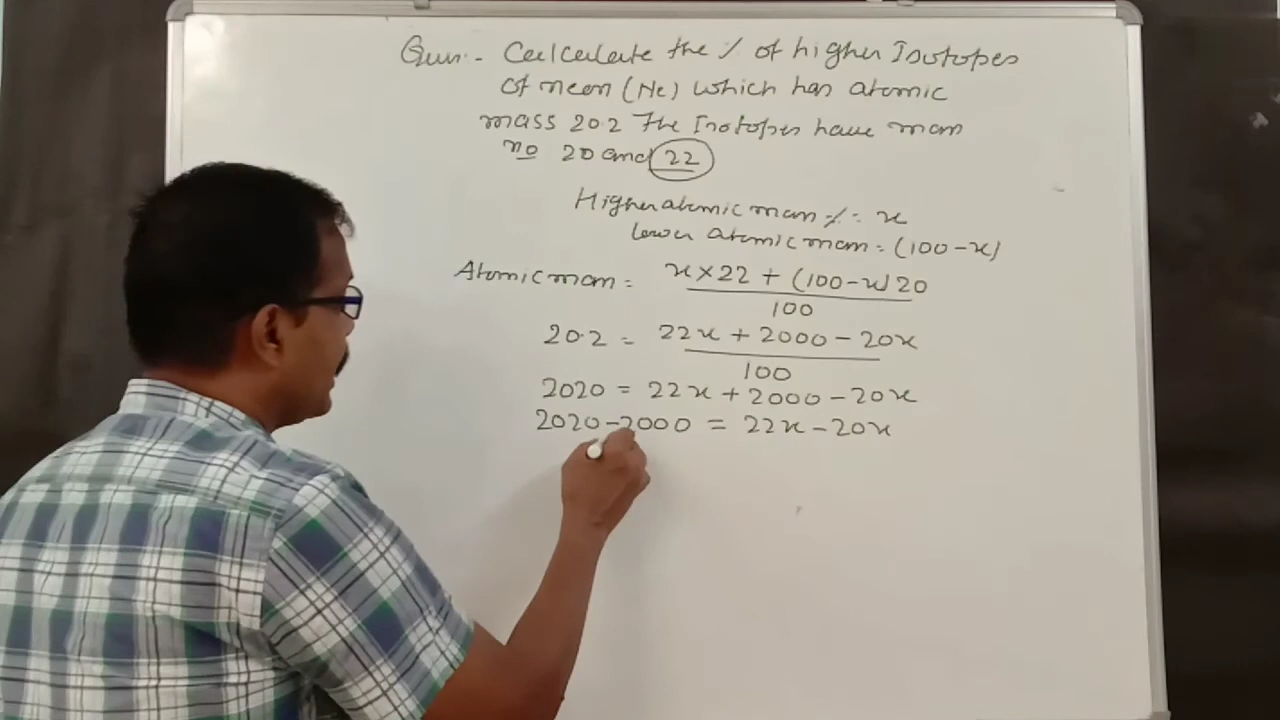 Ques:- Calculate the % of higher Isotopes
of neon (Ne) which has atomic
mass 20.2 The Isotopes have mass
no 20 and 22
Higher atomic mass % = x
lower atomic mass = (100-x)
Atomic mass = x×22 + (100-x)20
100
20.2 = 22x + 2000 - 20x
100
2020 = 22x + 2000 - 20x
2020-2000 = 22x-20x